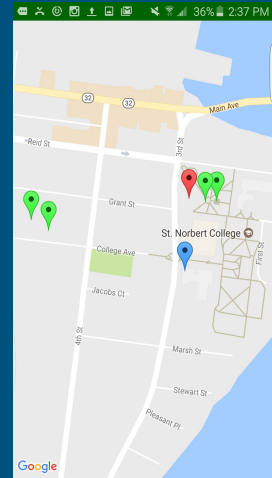 36% 2:37 PM
32
32
Main Ave
Reid St
3rd St
Grant St
St. Norbert College
First St
College Ave
Jacobs Ct
4th St
Marsh St
Stewart St
Pleasant Pl
Google